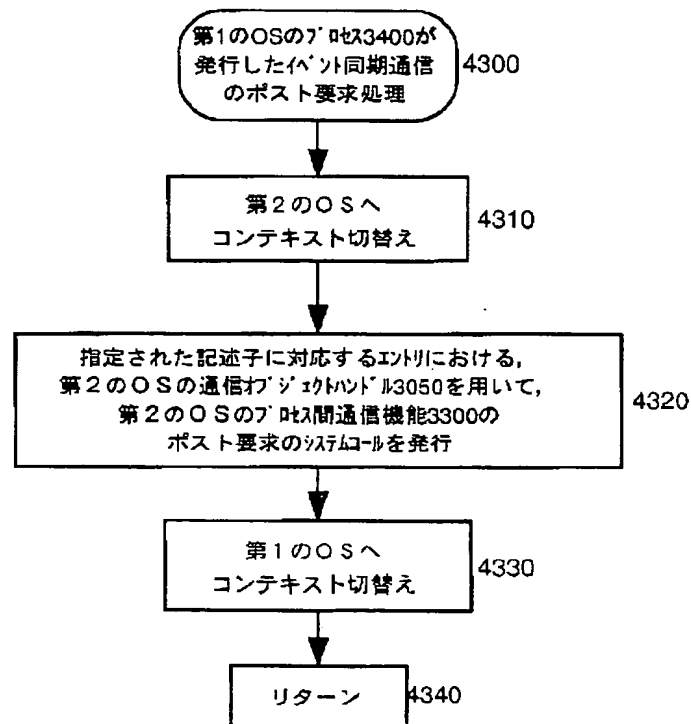 第1のOSのプロセス3400が
発行したイベント同期通信
のポスト要求処理
4300
第2のOSへ
コンテキスト切替え
4310
指定された記述子に対応するエントリにおける,
第2のOSの通信オブジェクトハンドル3050を用いて,
第2のOSのプロセス間通信機能3300の
ポスト要求のシステムコールを発行
4320
第1のOSへ
コンテキスト切替え
4330
リターン
4340